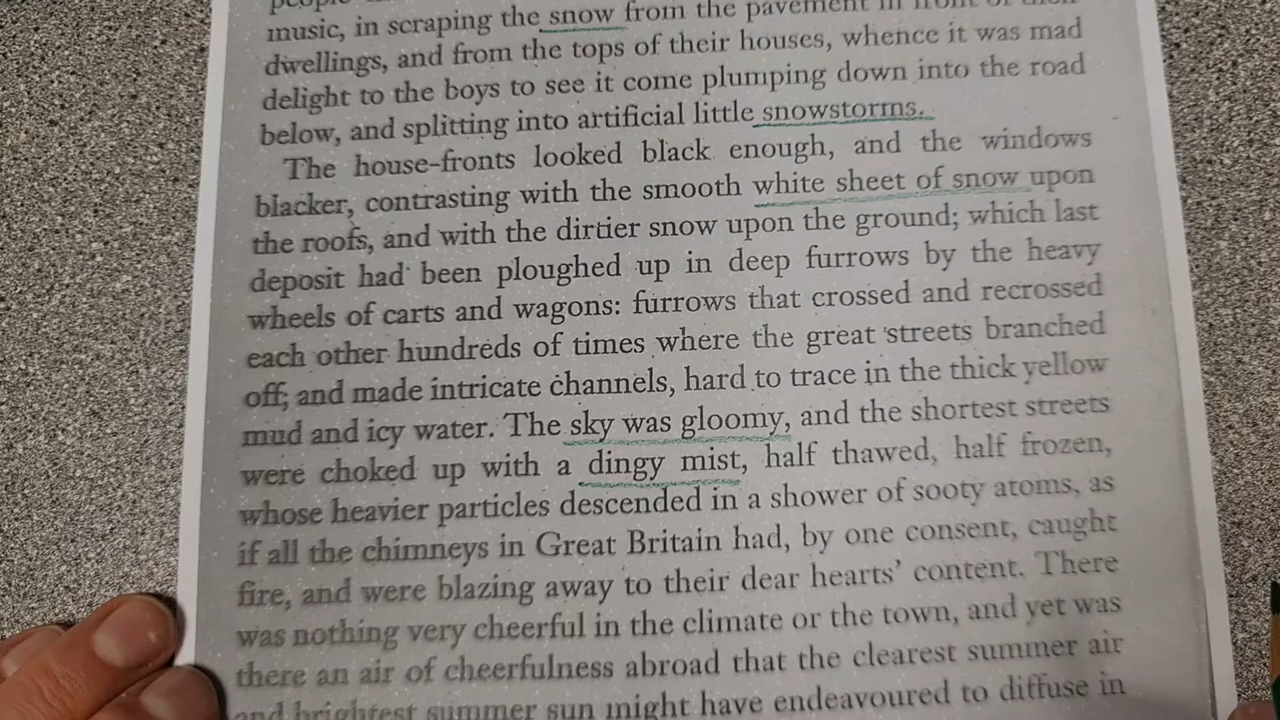 people
music, in scraping the snow from the pavement in front of their
dwellings, and from the tops of their houses, whence it was mad
delight to the boys to see it come plumping down into the road
below, and splitting into artificial little snowstorms.
The house-fronts looked black enough, and the windows
blacker, contrasting with the smooth white sheet of snow upon
the roofs, and with the dirtier snow upon the ground; which last
deposit had been ploughed up in deep furrows by the heavy
wheels of carts and wagons: furrows that crossed and recrossed
each other hundreds of times where the great streets branched
off; and made intricate channels, hard to trace in the thick yellow
mud and icy water. The sky was gloomy, and the shortest streets
were choked up with a dingy mist, half thawed, half frozen,
whose heavier particles descended in a shower of sooty atoms, as
if all the chimneys in Great Britain had, by one consent, caught
fire, and were blazing away to their dear hearts' content. There
was nothing very cheerful in the climate or the town, and yet was
there an air of cheerfulness abroad that the clearest summer air
and brightest summer sun might have endeavoured to diffuse in